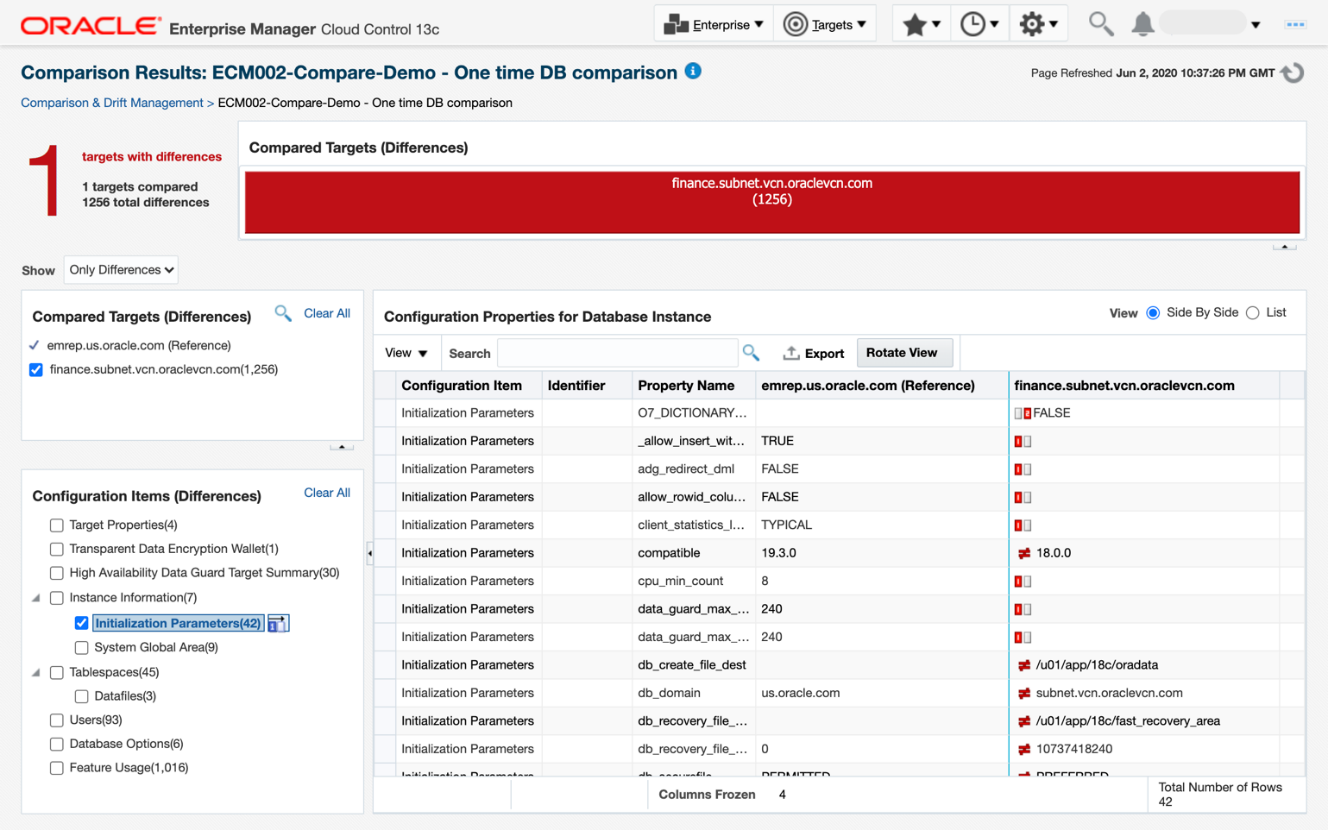 ORACLE Enterprise Manager Cloud Control 13c Enterprise Targets
Comparison Results: ECM002-Compare-Demo - One time DB comparison
Page Refreshed Jun 2, 2020 10:37:26 PM GMT
Comparison & Drift Management > ECM002-Compare-Demo - One time DB comparison
1
targets with differences
1 targets compared
1256 total differences
Compared Targets (Differences)
finance.subnet.vcn.oraclevcn.com
(1256)
Show Only Differences
Compared Targets (Differences) Clear All
emrep.us.oracle.com (Reference)
finance.subnet.vcn.oraclevcn.com(1,256)
Configuration Items (Differences) Clear All
Target Properties(4)
Transparent Data Encryption Wallet(1)
High Availability Data Guard Target Summary(30)
Instance Information(7)
Initialization Parameters(42)
System Global Area(9)
Tablespaces(45)
Datafiles(3)
Users(93)
Database Options(6)
Feature Usage(1,016)
Configuration Properties for Database Instance View Side By Side List
View Search Export Rotate View
Configuration Item Identifier Property Name emrep.us.oracle.com (Reference) finance.subnet.vcn.oraclevcn.com
Initialization Parameters O7_DICTIONARY... FALSE
Initialization Parameters _allow_insert_wit... TRUE
Initialization Parameters adg_redirect_dml FALSE
Initialization Parameters allow_rowid_colu... FALSE
Initialization Parameters client_statistics_l... TYPICAL
Initialization Parameters compatible 19.3.0 18.0.0
Initialization Parameters cpu_min_count 8
Initialization Parameters data_guard_max_... 240
Initialization Parameters data_guard_max_... 240
Initialization Parameters db_create_file_dest /u01/app/18c/oradata
Initialization Parameters db_domain us.oracle.com subnet.vcn.oraclevcn.com
Initialization Parameters db_recovery_file_... /u01/app/18c/fast_recovery_area
Initialization Parameters db_recovery_file_... 0 10737418240
Initialization Parameters db_securefile PERMITTED PREFERRED
Columns Frozen 4
Total Number of Rows
42